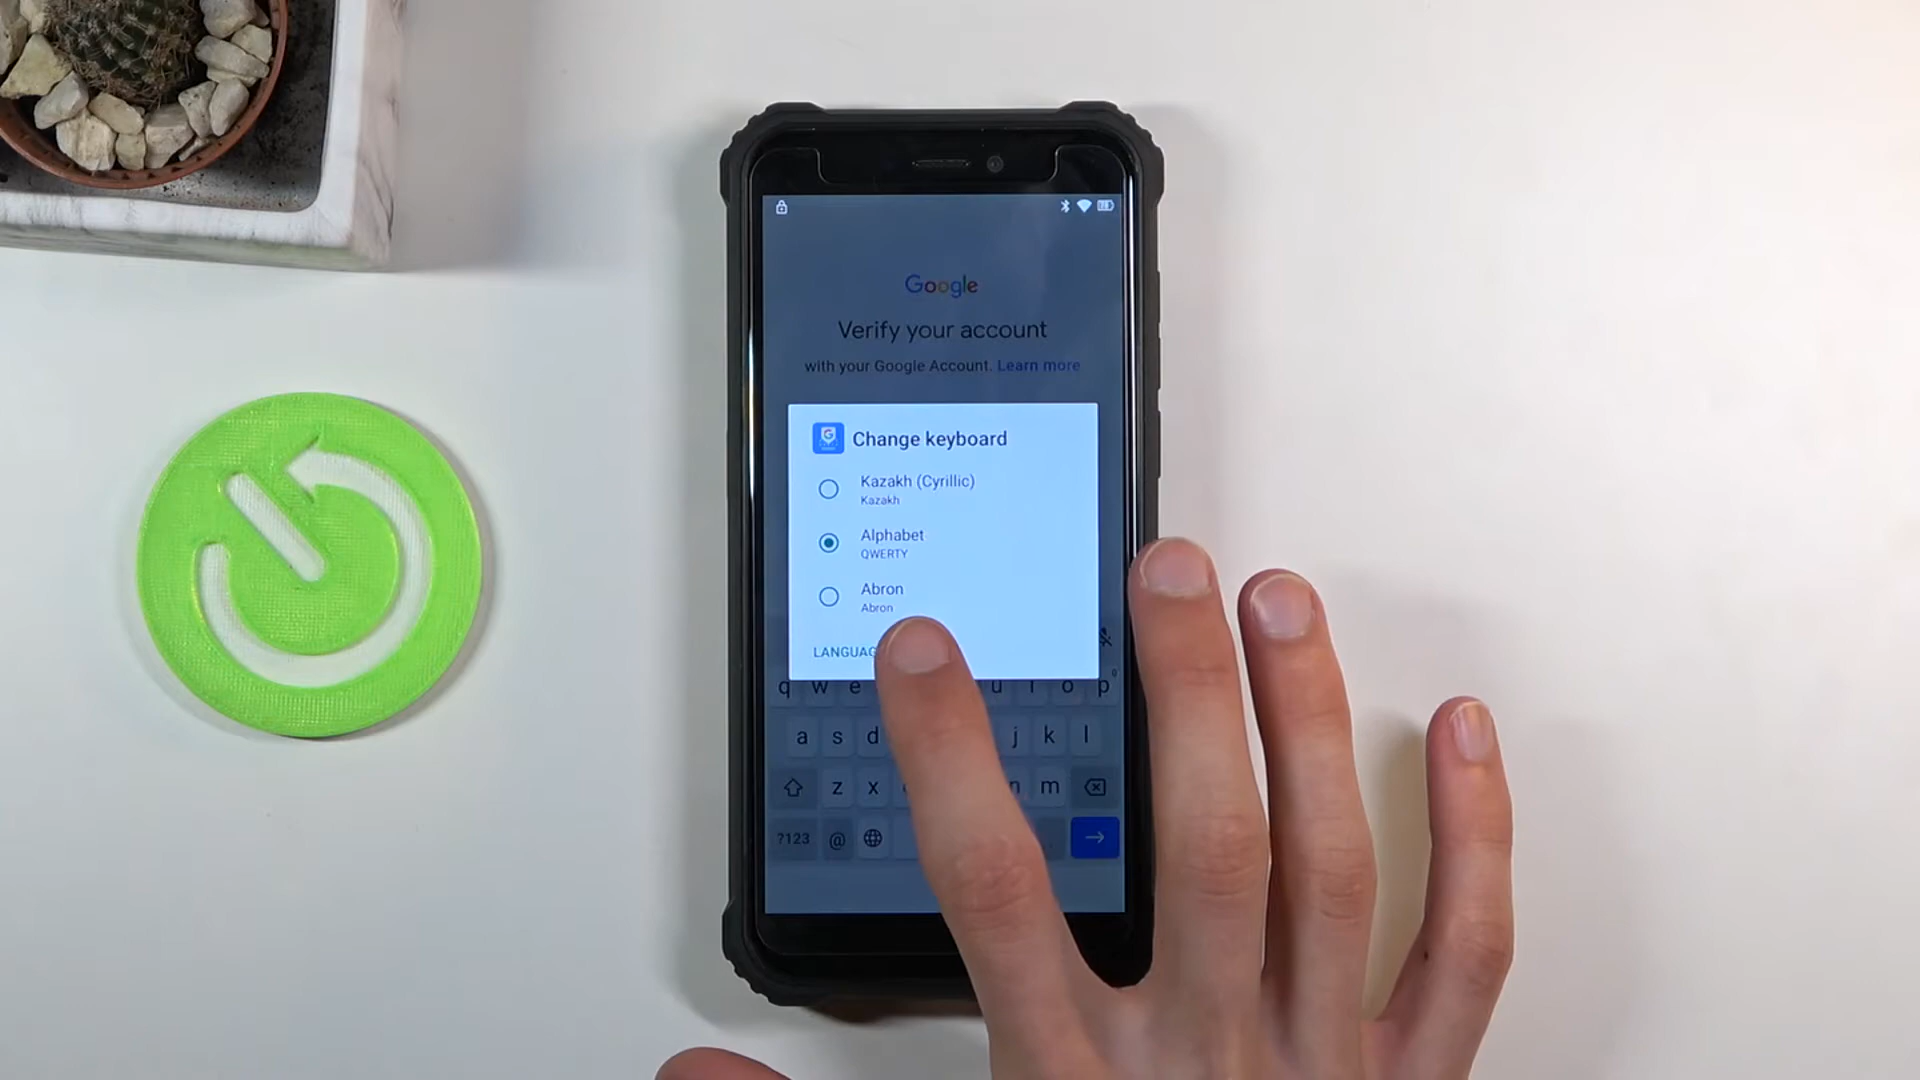 Google
Verify your account
with your Google Account. Learn more
Change keyboard
Kazakh (Cyrillic)
Kazakh
Alphabet
QWERTY
Abron
Abron
q w e u i o p
a s d j k l
z x n m
?123 @ .